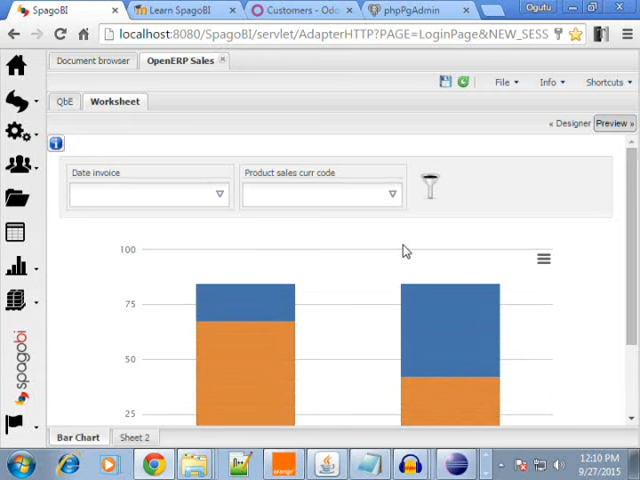 SpagoBI
Learn SpagoBI
Customers - Odo
phpPgAdmin
Ogutu
localhost:8080/SpagoBI/servlet/AdapterHTTP?PAGE=LoginPage&NEW_SESS
Document browser
OpenERP Sales
File
Info
Shortcuts
QbE
Worksheet
« Designer
Preview »
Date invoice
Product sales curr code
100
75
50
25
spagobi
Bar Chart
Sheet 2
orange
12:10 PM
9/27/2015